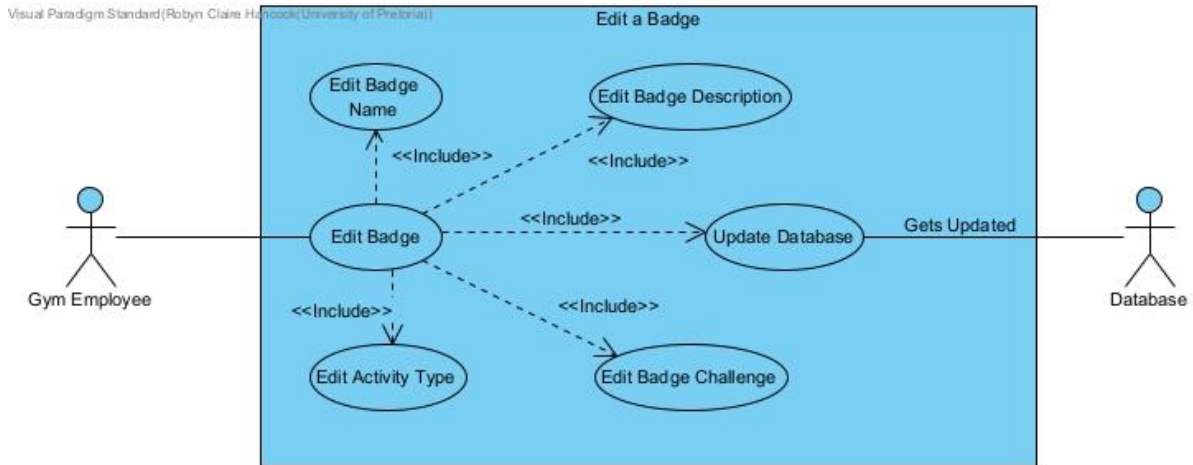 Visual Paradigm Standard(Robyn Claire Hancock(University of Pretoria))
Edit a Badge
Edit Badge
Name
Edit Badge Description
<<Include>>
<<Include>>
<<Include>>
Edit Badge
Update Database
Gets Updated
Gym Employee
Database
<<Include>>
<<Include>>
Edit Activity Type
Edit Badge Challenge